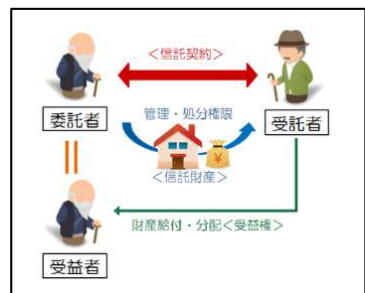 <信託契約>
委託者
受託者
管理・処分権限
¥
<信託財産>
財産給付・分配<受益権>
受益者